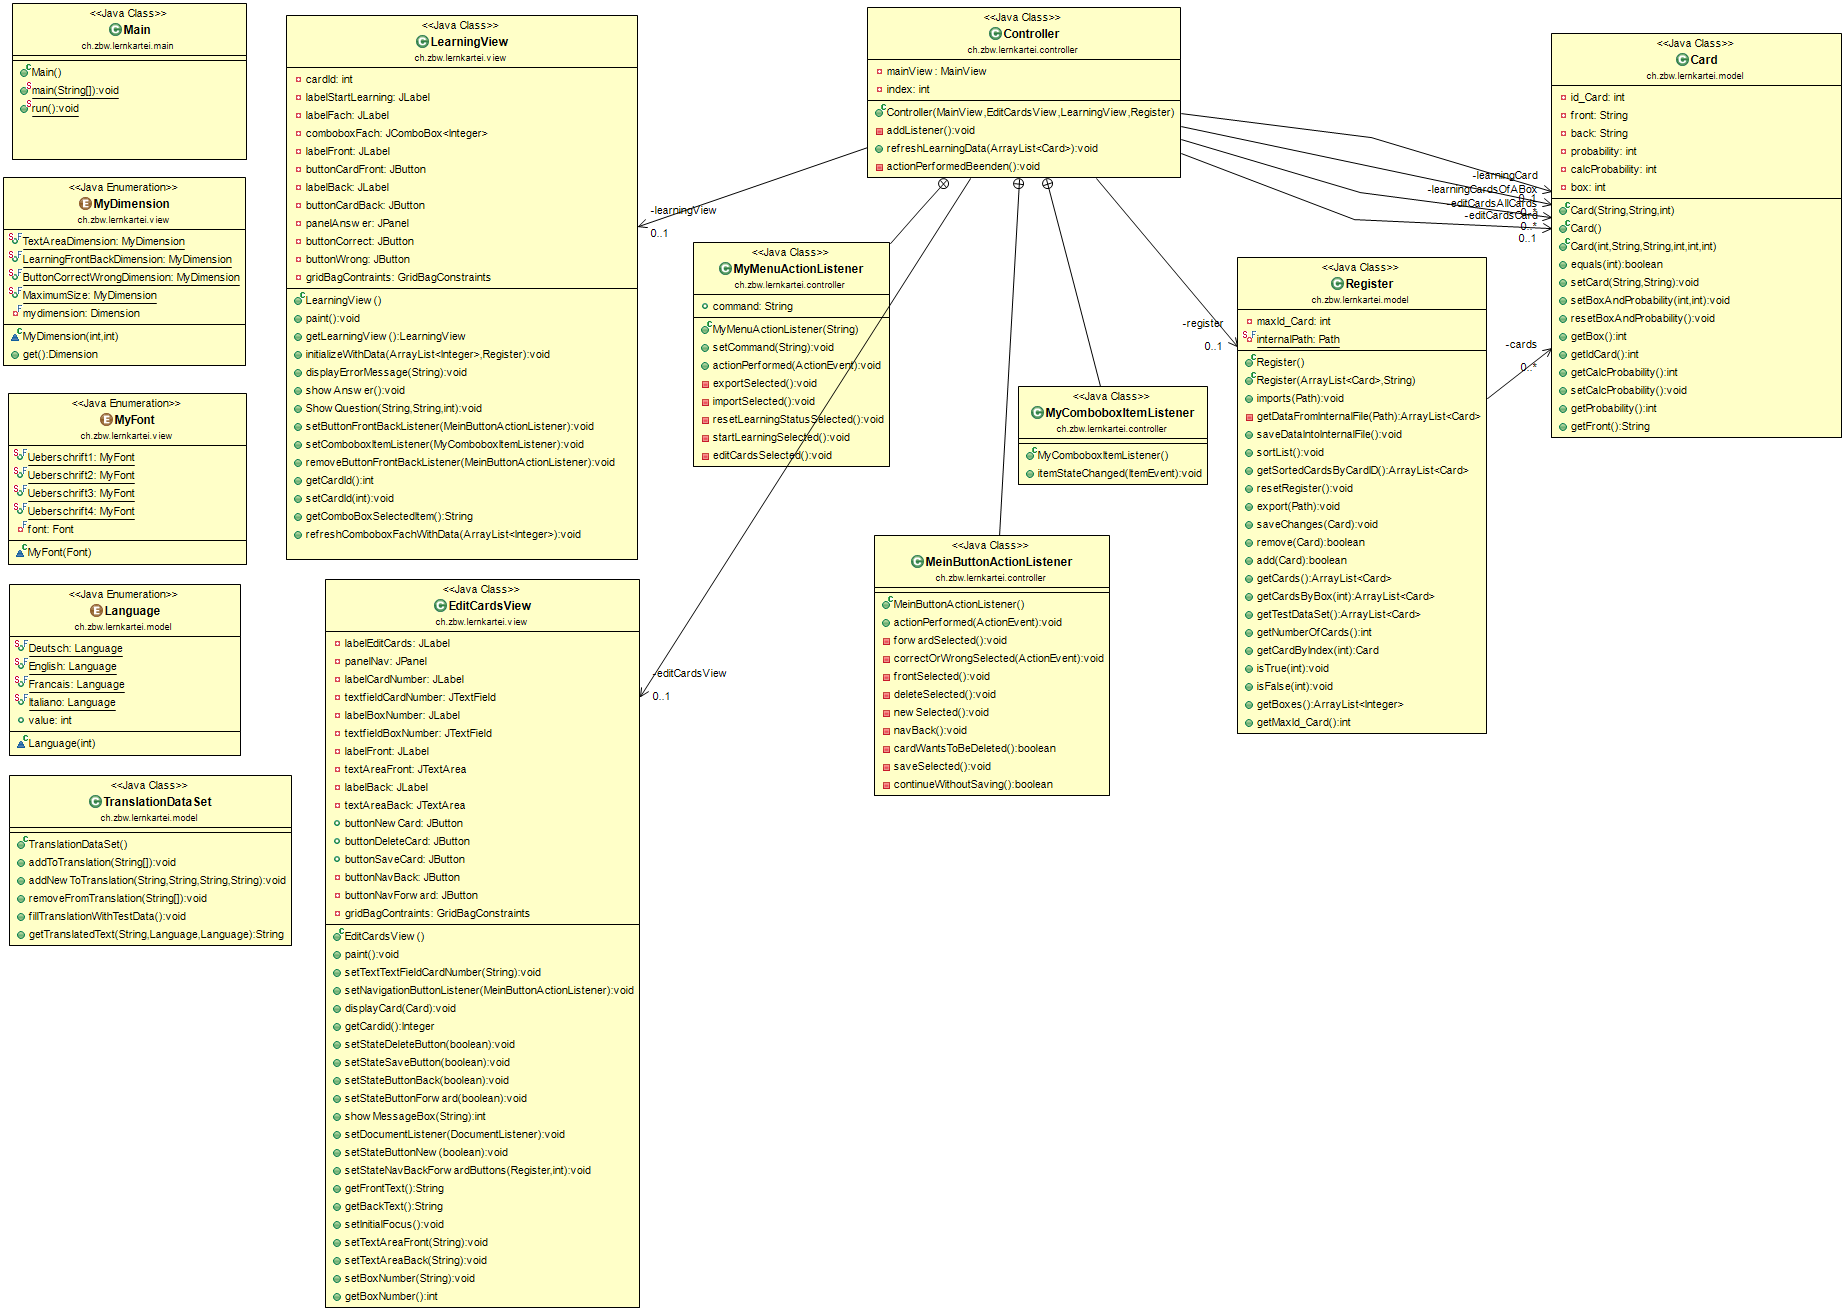 <<Java Class>>
Main
ch.zbw.lernkartei.main
Main()
main(String[]):void
run():void
<<Java Enumeration>>
MyDimension
ch.zbw.lernkartei.view
TextAreaDimension: MyDimension
LearningFrontBackDimension: MyDimension
ButtonCorrectWrongDimension: MyDimension
MaximumSize: MyDimension
mydimension: Dimension
MyDimension(int,int)
get():Dimension
<<Java Enumeration>>
MyFont
ch.zbw.lernkartei.view
Ueberschrift1: MyFont
Ueberschrift2: MyFont
Ueberschrift3: MyFont
Ueberschrift4: MyFont
font: Font
MyFont(Font)
<<Java Enumeration>>
Language
ch.zbw.lernkartei.model
Deutsch: Language
English: Language
Francais: Language
Italiano: Language
value: int
Language(int)
<<Java Class>>
TranslationDataSet
ch.zbw.lernkartei.model
TranslationDataSet()
addToTranslation(String[]):void
addNewToTranslation(String,String,String,String):void
removeFromTranslation(String[]):void
fillTranslationWithTestData():void
getTranslatedText(String,Language,Language):String
<<Java Class>>
LearningView
ch.zbw.lernkartei.view
cardId: int
labelStartLearning: JLabel
labelFach: JLabel
comboboxFach: JComboBox<Integer>
labelFront: JLabel
buttonCardFront: JButton
labelBack: JLabel
buttonCardBack: JButton
panelAnswer: JPanel
buttonCorrect: JButton
buttonWrong: JButton
gridBagContraints: GridBagConstraints
LearningView()
paint():void
getLearningView():LearningView
initializeWithData(ArrayList<Integer>,Register):void
displayErrorMessage(String):void
showAnswer():void
ShowQuestion(String,String,int):void
setButtonFrontBackListener(MeinButtonActionListener):void
setComboboxItemListener(MyComboboxItemListener):void
removeButtonFrontBackListener(MeinButtonActionListener):void
getCardId():int
setCardId(int):void
getComboBoxSelectedItem():String
refreshComboboxFachWithData(ArrayList<Integer>):void
<<Java Class>>
EditCardsView
ch.zbw.lernkartei.view
labelEditCards: JLabel
panelNav: JPanel
labelCardNumber: JLabel
textfieldCardNumber: JTextField
labelBoxNumber: JLabel
textfieldBoxNumber: JTextField
labelFront: JLabel
textAreaFront: JTextArea
labelBack: JLabel
textAreaBack: JTextArea
buttonNewCard: JButton
buttonDeleteCard: JButton
buttonSaveCard: JButton
buttonNavBack: JButton
buttonNavForward: JButton
gridBagContraints: GridBagConstraints
EditCardsView()
paint():void
setTextTextFieldCardNumber(String):void
setNavigationButtonListener(MeinButtonActionListener):void
displayCard(Card):void
getCardid():Integer
setStateDeleteButton(boolean):void
setStateSaveButton(boolean):void
setStateButtonBack(boolean):void
setStateButtonForward(boolean):void
showMessageBox(String):int
setDocumentListener(DocumentListener):void
setStateButtonNew(boolean):void
setStateNavBackForwardButtons(Register,int):void
getFrontText():String
getBackText():String
setInitialFocus():void
setTextAreaFront(String):void
setTextAreaBack(String):void
setBoxNumber(String):void
getBoxNumber():int
<<Java Class>>
Controller
ch.zbw.lernkartei.controller
mainView: MainView
index: int
Controller(MainView,EditCardsView,LearningView,Register)
addListener():void
refreshLearningData(ArrayList<Card>):void
actionPerformedBeenden():void
-learningView
0..1
<<Java Class>>
MyMenuActionListener
ch.zbw.lernkartei.controller
command: String
MyMenuActionListener(String)
setCommand(String):void
actionPerformed(ActionEvent):void
exportSelected():void
importSelected():void
resetLearningStatusSelected():void
startLearningSelected():void
editCardsSelected():void
<<Java Class>>
MyComboboxItemListener
ch.zbw.lernkartei.controller
MyComboboxItemListener()
itemStateChanged(ItemEvent):void
<<Java Class>>
MeinButtonActionListener
ch.zbw.lernkartei.controller
MeinButtonActionListener()
actionPerformed(ActionEvent):void
forwardSelected():void
correctOrWrongSelected(ActionEvent):void
frontSelected():void
deleteSelected():void
newSelected():void
navBack():void
cardWantsToBeDeleted():boolean
saveSelected():void
continueWithoutSaving():boolean
-editCardsView
0..1
-register
0..1
<<Java Class>>
Register
ch.zbw.lernkartei.model
maxId_Card: int
internalPath: Path
Register()
Register(ArrayList<Card>,String)
imports(Path):void
getDataFromInternalFile(Path):ArrayList<Card>
saveDataIntoInternalFile():void
sortList():void
getSortedCardsByCardID():ArrayList<Card>
resetRegister():void
export(Path):void
saveChanges(Card):void
remove(Card):boolean
add(Card):boolean
getCards():ArrayList<Card>
getCardsByBox(int):ArrayList<Card>
getTestDataSet():ArrayList<Card>
getNumberOfCards():int
getCardByIndex(int):Card
isTrue(int):void
isFalse(int):void
getBoxes():ArrayList<Integer>
getMaxId_Card():int
-learningCard
-learningCardsOfABox
0..1
-editCardsAllCards
0..*
-editCardsCard
0..*
0..1
-cards
0..*
<<Java Class>>
Card
ch.zbw.lernkartei.model
id_Card: int
front: String
back: String
probability: int
calcProbability: int
box: int
Card(String,String,int)
Card()
Card(int,String,String,int,int,int)
equals(int):boolean
setCard(String,String):void
setBoxAndProbability(int,int):void
resetBoxAndProbability():void
getBox():int
getIdCard():int
getCalcProbability():int
setCalcProbability():void
getProbability():int
getFront():String